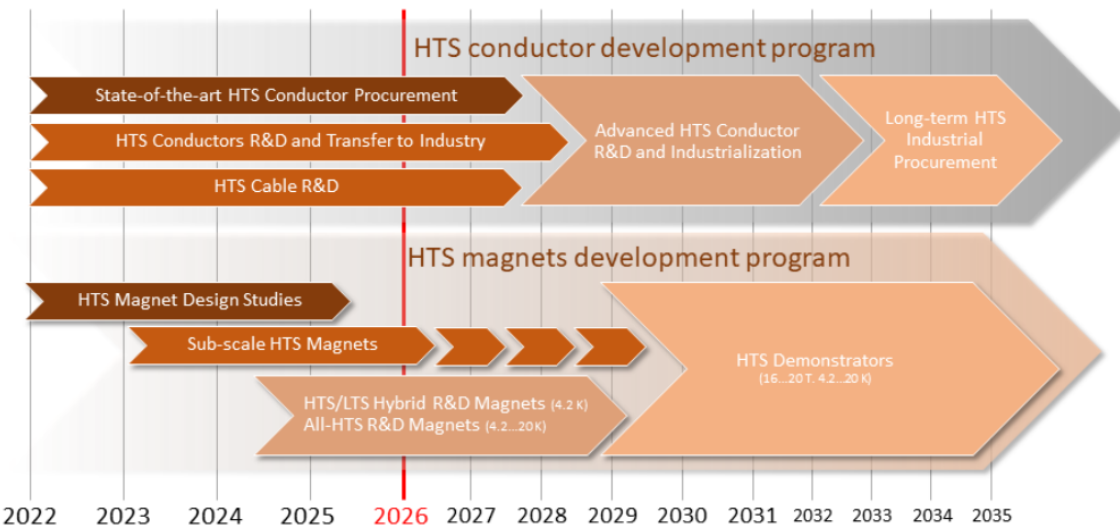 HTS conductor development program
State-of-the-art HTS Conductor Procurement
HTS Conductors R&D and Transfer to Industry
HTS Cable R&D
Advanced HTS Conductor
R&D and Industrialization
Long-term HTS
Industrial
Procurement
HTS magnets development program
HTS Magnet Design Studies
Sub-scale HTS Magnets
HTS/LTS Hybrid R&D Magnets (4.2 K)
All-HTS R&D Magnets (4.2...20K)
HTS Demonstrators
(16...20 T. 4.2...20 K)
2022 2023 2024 2025 2026 2027 2028 2029 2030 2031 2032 2033 2034 2035